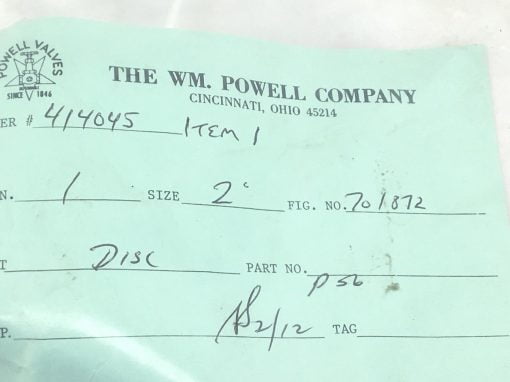 POWELL VALVES
SINCE 1846
THE WM. POWELL COMPANY
CINCINNATI, OHIO 45214
ER # 414045 ITEM 1
N. 1 SIZE 2" FIG. NO. 701872
T DISC PART NO. P56
P. 2/12 TAG